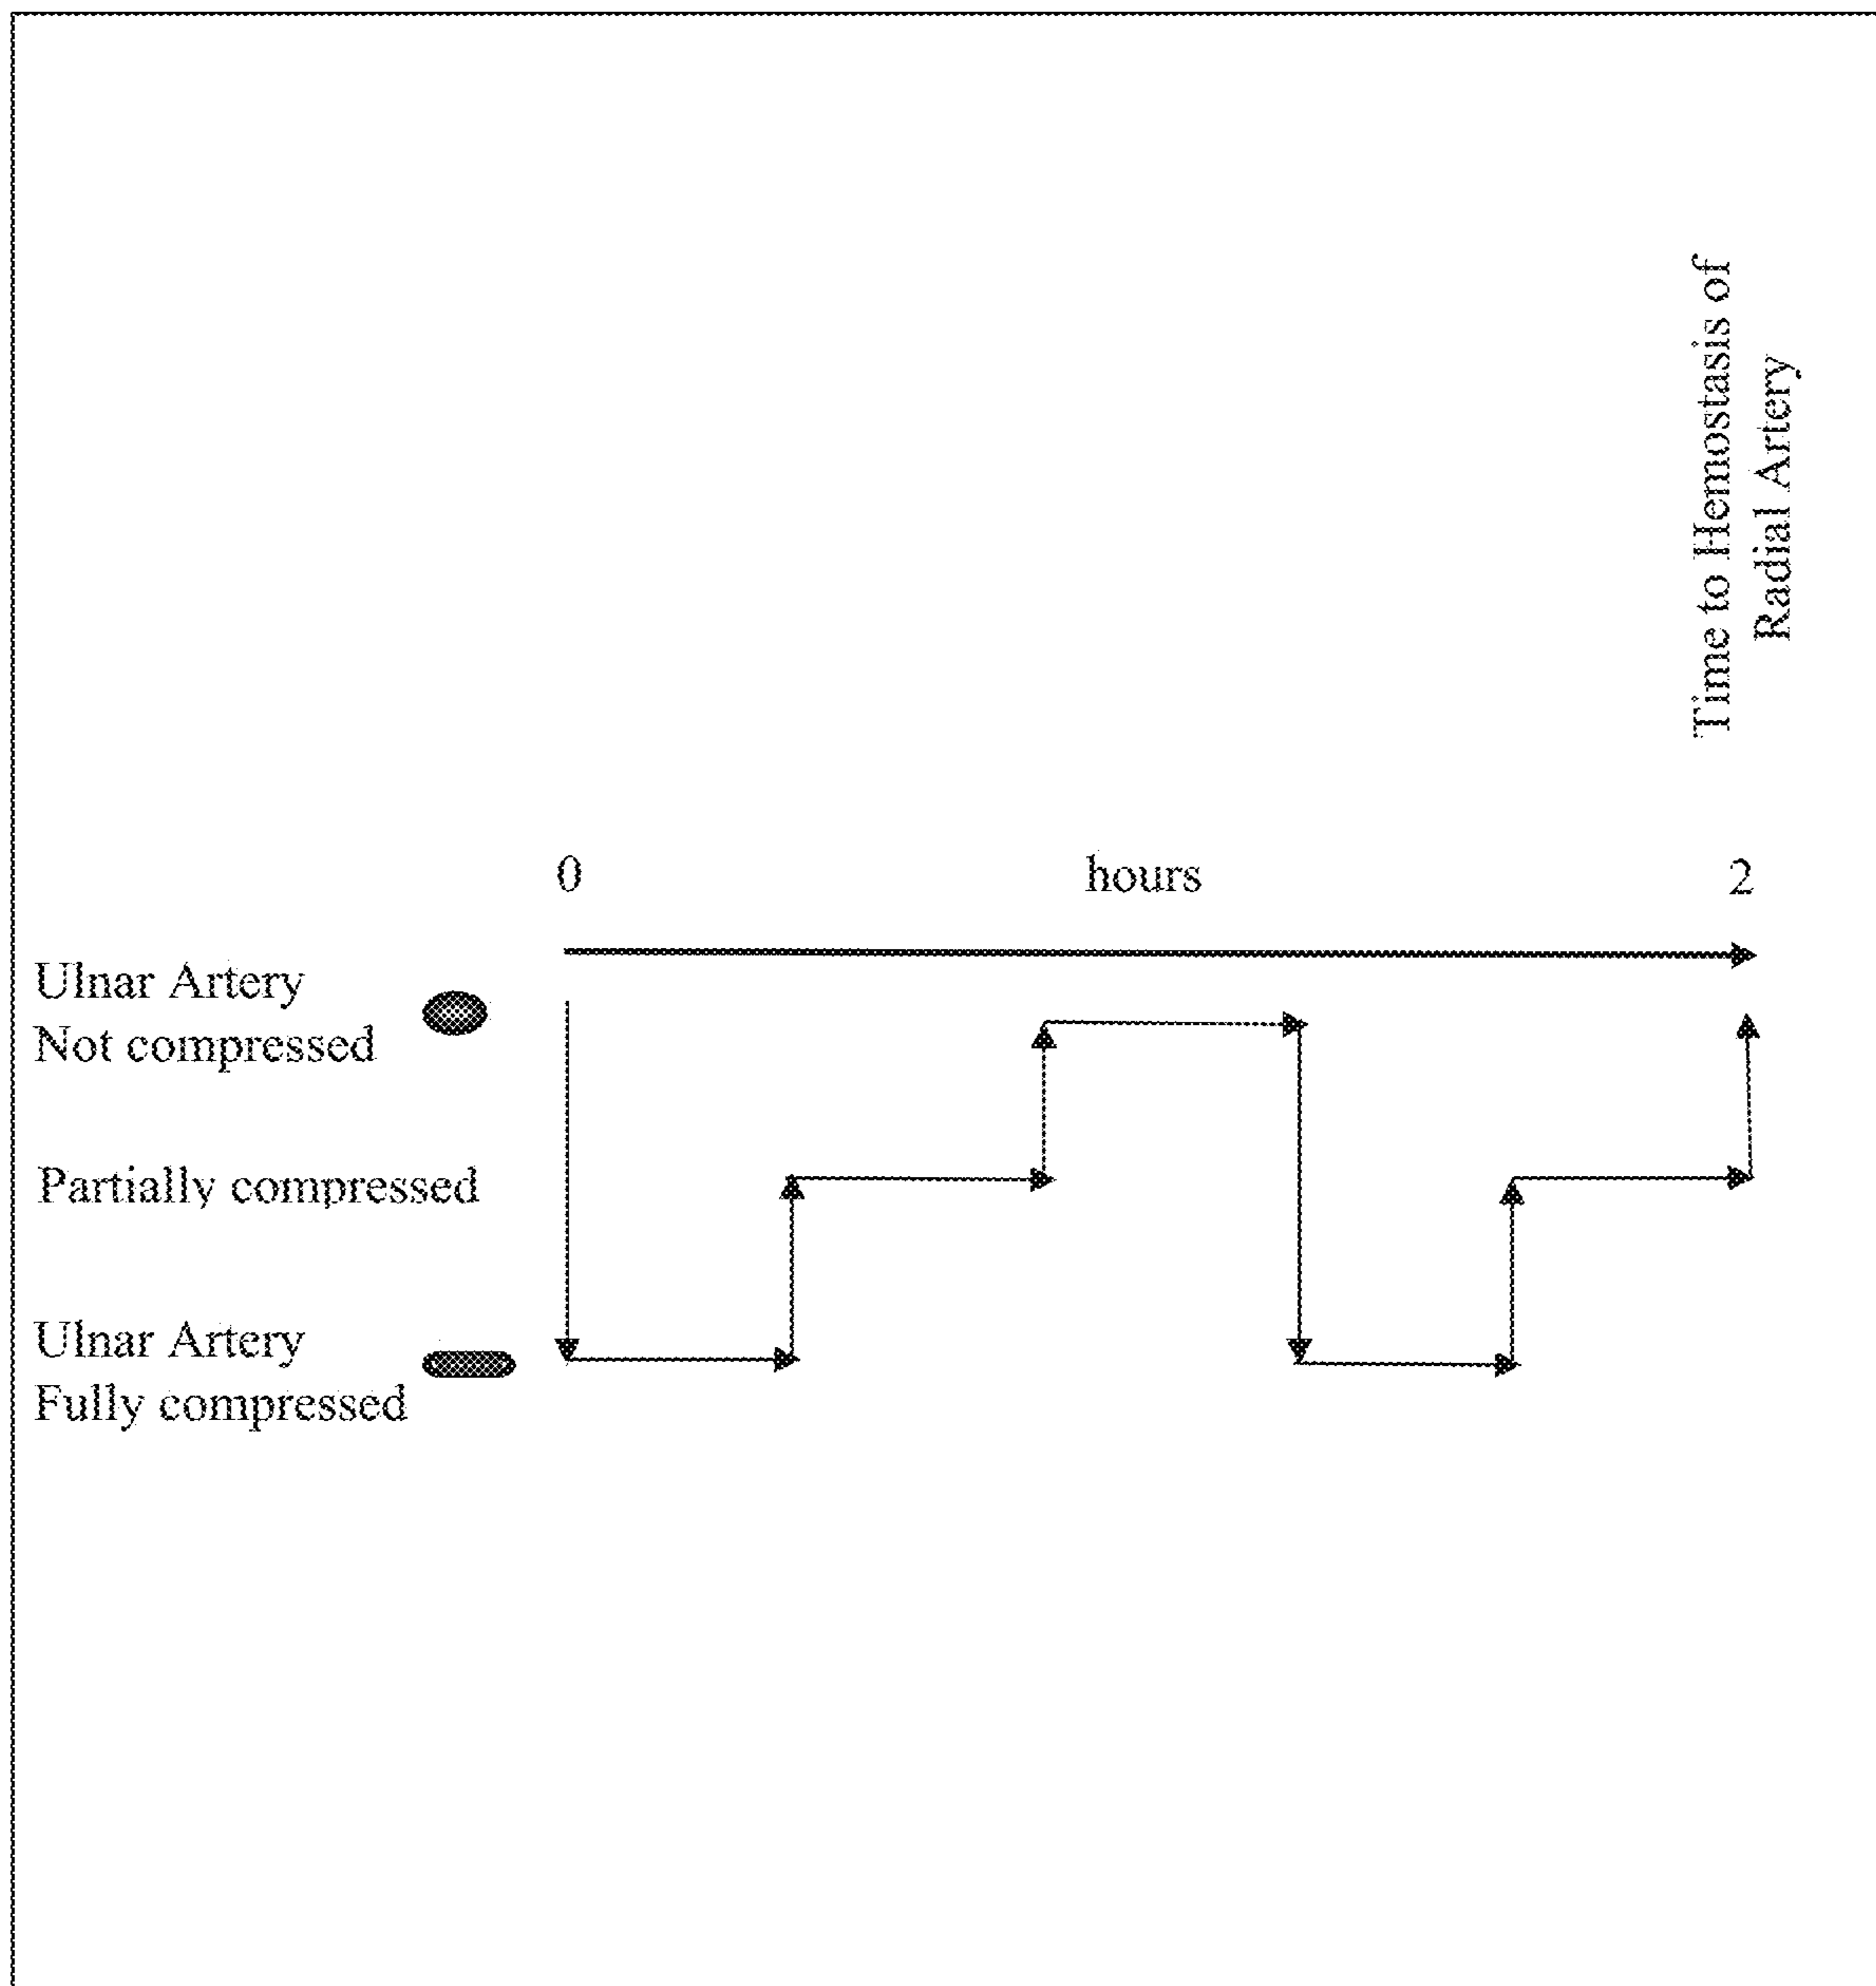 Time to Hemostasis of
Radial Artery
0 hours 2
Ulnar Artery
Not compressed
Partially compressed
Ulnar Artery
Fully compressed